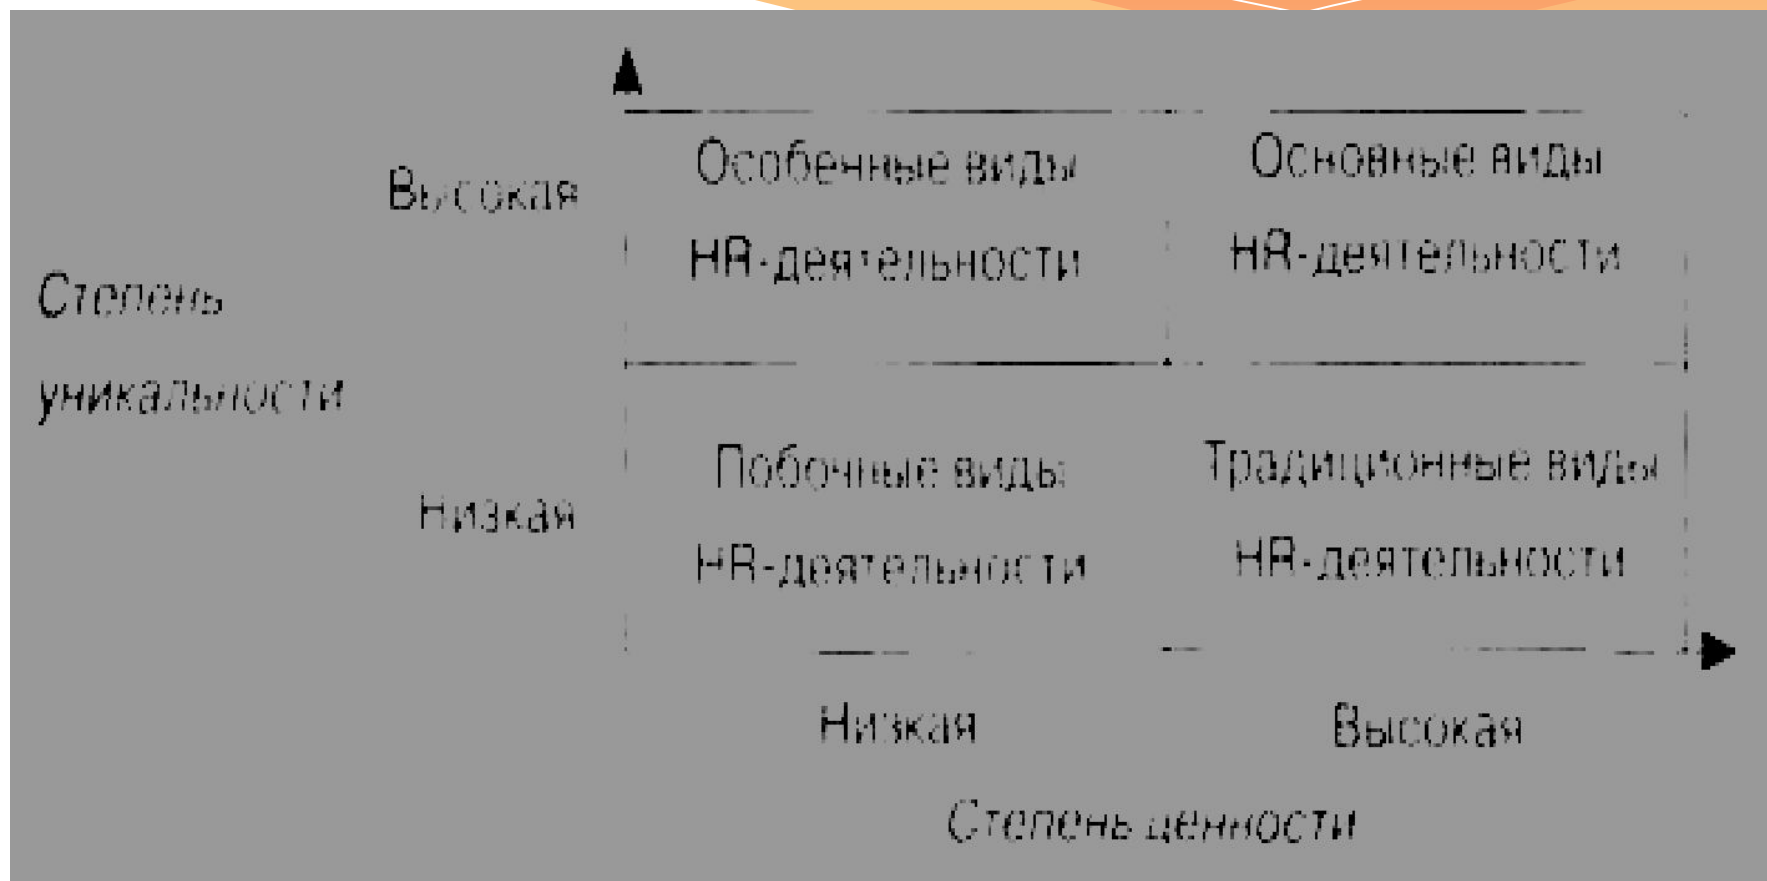 Особенные виды
HR-деятельности
Основные виды
HR-деятельности
Высокая
Степень
уникальности
Низкая
Побочные виды
HR-деятельности
Традиционные виды
HR-деятельности
Низкая
Высокая
Степень ценности